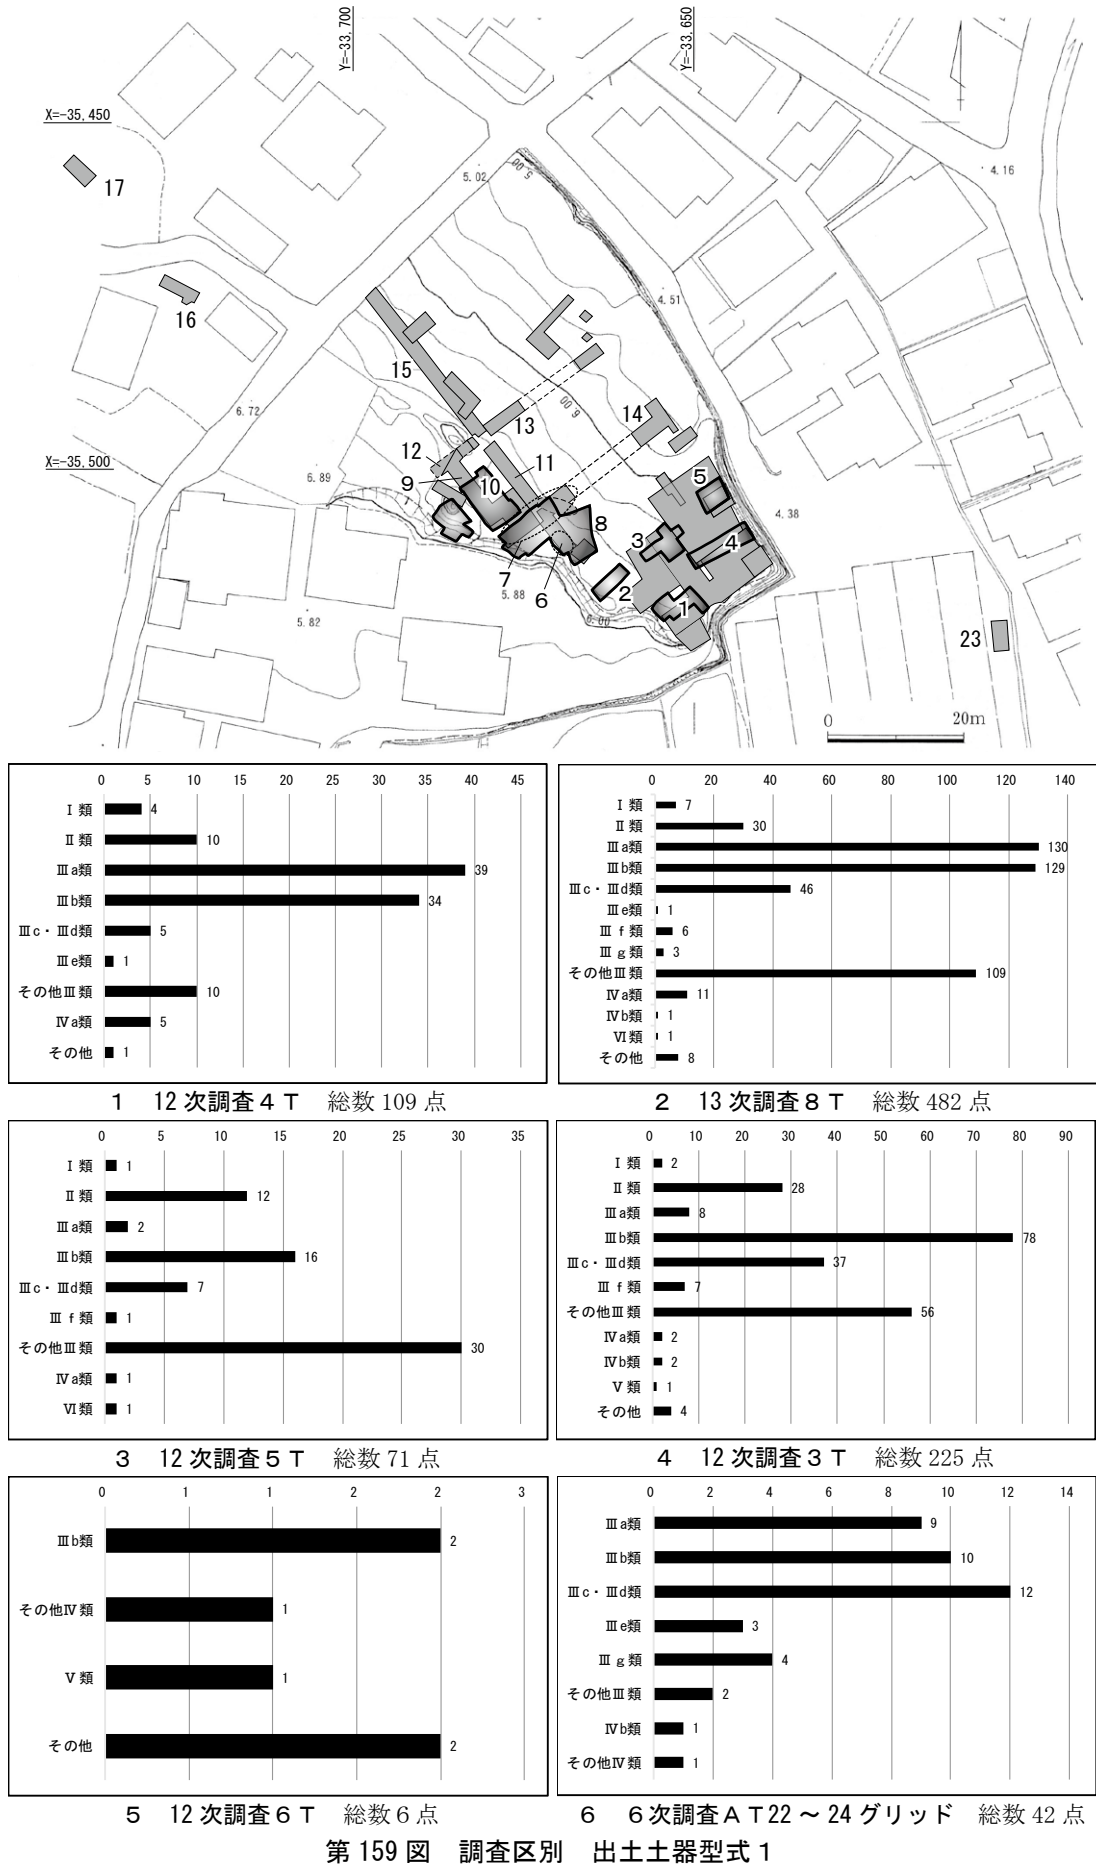 Y=-33,700
Y=-33,650
X=-35,450
X=-35,500
17
16
15
13
14
12
9
10
11
8
7
6
5
3
4
2
1
23
5.02
5.00
4.16
4.51
6.72
6.00
6.89
4.38
5.88
5.82
6.00
0 20m
0 5 10 15 20 25 30 35 40 45
Ⅰ類 4
Ⅱ類 10
Ⅲa類 39
Ⅲb類 34
Ⅲc・Ⅲd類 5
Ⅲe類 1
その他Ⅲ類 10
Ⅳa類 5
その他 1
1 12次調査4T 総数109点
0 20 40 60 80 100 120 140
Ⅰ類 7
Ⅱ類 30
Ⅲa類 130
Ⅲb類 129
Ⅲc・Ⅲd類 46
Ⅲe類 1
Ⅲf類 6
Ⅲg類 3
その他Ⅲ類 109
Ⅳa類 11
Ⅳb類 1
Ⅵ類 1
その他 8
2 13次調査8T 総数482点
0 5 10 15 20 25 30 35
Ⅰ類 1
Ⅱ類 12
Ⅲa類 2
Ⅲb類 16
Ⅲc・Ⅲd類 7
Ⅲf類 1
その他Ⅲ類 30
Ⅳa類 1
Ⅵ類 1
3 12次調査5T 総数71点
0 10 20 30 40 50 60 70 80 90
Ⅰ類 2
Ⅱ類 28
Ⅲa類 8
Ⅲb類 78
Ⅲc・Ⅲd類 37
Ⅲf類 7
その他Ⅲ類 56
Ⅳa類 2
Ⅳb類 2
Ⅴ類 1
その他 4
4 12次調査3T 総数225点
0 1 1 2 2 3
Ⅲb類 2
その他Ⅳ類 1
Ⅴ類 1
その他 2
5 12次調査6T 総数6点
0 2 4 6 8 10 12 14
Ⅲa類 9
Ⅲb類 10
Ⅲc・Ⅲd類 12
Ⅲe類 3
Ⅲg類 4
その他Ⅲ類 2
Ⅳb類 1
その他Ⅳ類 1
6 6次調査AT22～24グリッド 総数42点
第159図 調査区別 出土土器型式1